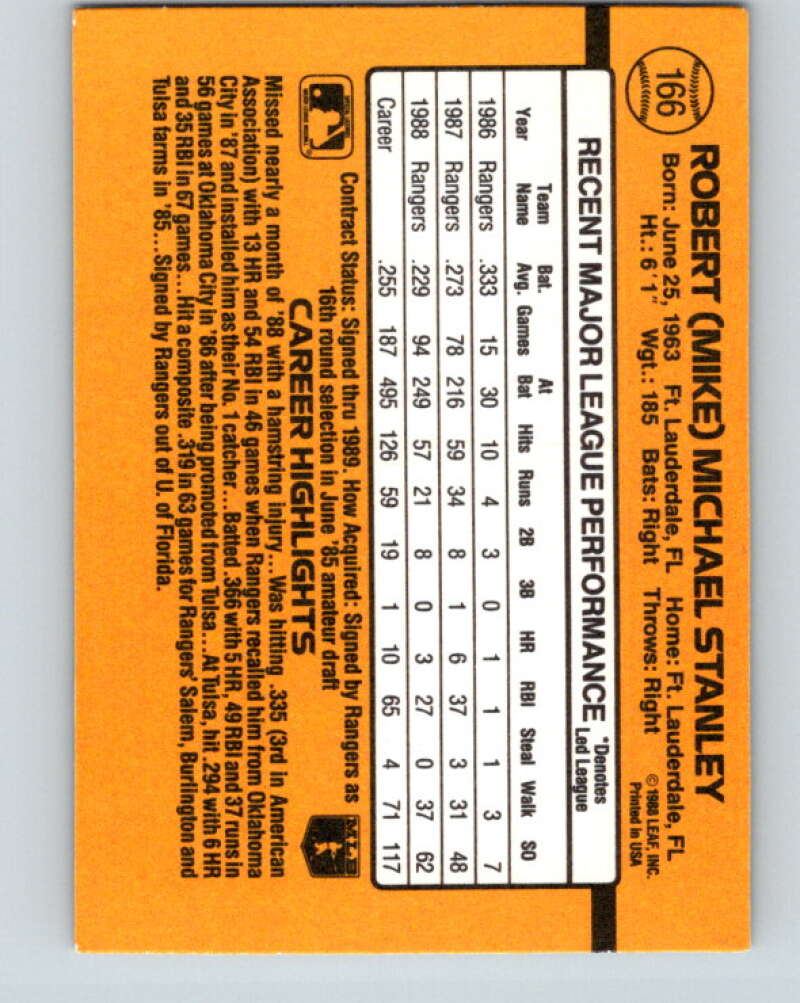 166
ROBERT (MIKE) MICHAEL STANLEY
Born: June 25, 1963 Ft. Lauderdale, FL Home: Ft. Lauderdale, FL
Ht.: 6'1" Wgt.: 185 Bats: Right Throws: Right
© 1988 LEAF, INC.
Printed in USA
RECENT MAJOR LEAGUE PERFORMANCE
*Denotes
Led League
Year Team Name Bat. Avg. Games At Bat Hits Runs 2B 3B HR RBI Steal Walk SO
1986 Rangers .333 15 30 10 4 3 0 1 1 1 3 7
1987 Rangers .273 78 216 59 34 8 1 6 37 3 31 48
1988 Rangers .229 94 249 57 21 8 0 3 27 0 37 62
Career .255 187 495 126 59 19 1 10 65 4 71 117
Contract Status: Signed thru 1989. How Acquired: Signed by Rangers as
16th round selection in June '85 amateur draft
MLB
CAREER HIGHLIGHTS
Missed nearly a month of '88 with a hamstring injury...Was hitting .335 (3rd in American
Association) with 13 HR and 54 RBI in 46 games when Rangers recalled him from Oklahoma
City in '87 and installed him as their No. 1 catcher...Batted .366 with 5 HR, 49 RBI and 37 runs in
56 games at Oklahoma City in '86 after being promoted from Tulsa...At Tulsa, hit .294 with 6 HR
and 35 RBI in 67 games...Hit a composite .319 in 63 games for Rangers' Salem, Burlington and
Tulsa farms in '85...Signed by Rangers out of U. of Florida.